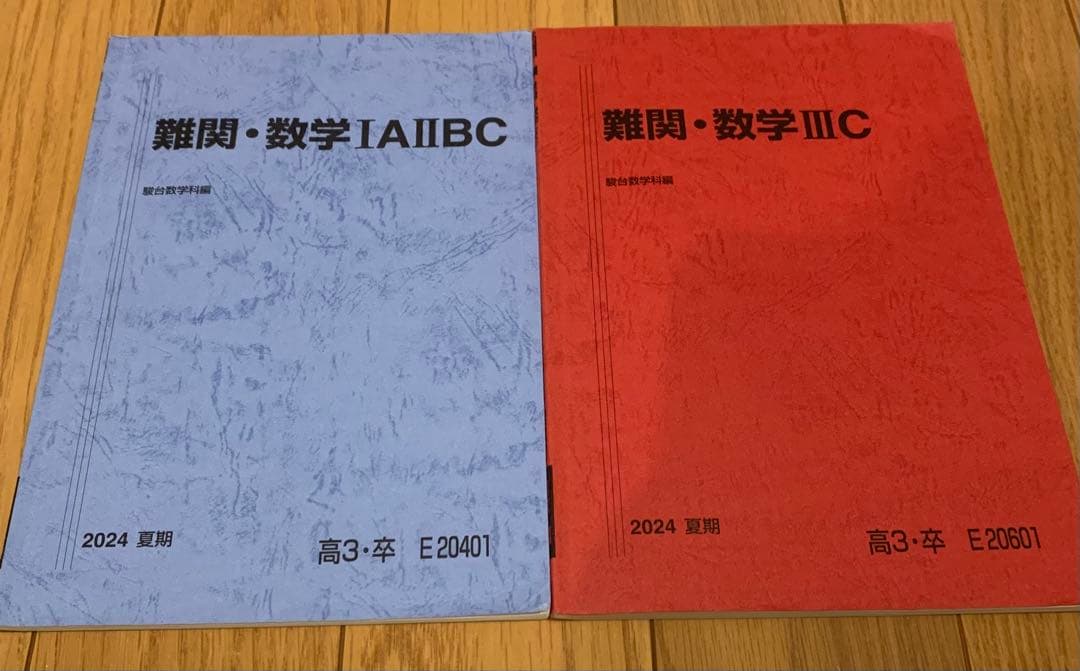 難関・数学ⅠAⅡBC
駿台数学科編
2024 夏期
高3・卒 E20401
難関・数学ⅢC
駿台数学科編
2024 夏期
高3・卒 E20601